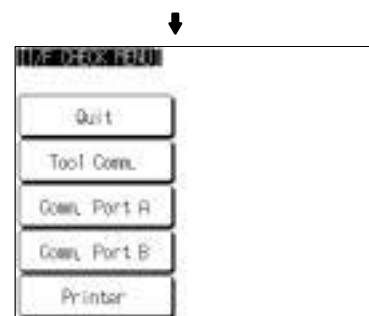 [I/F CHECK MENU]
Quit
Tool Comm.
Comm. Port A
Comm. Port B
Printer